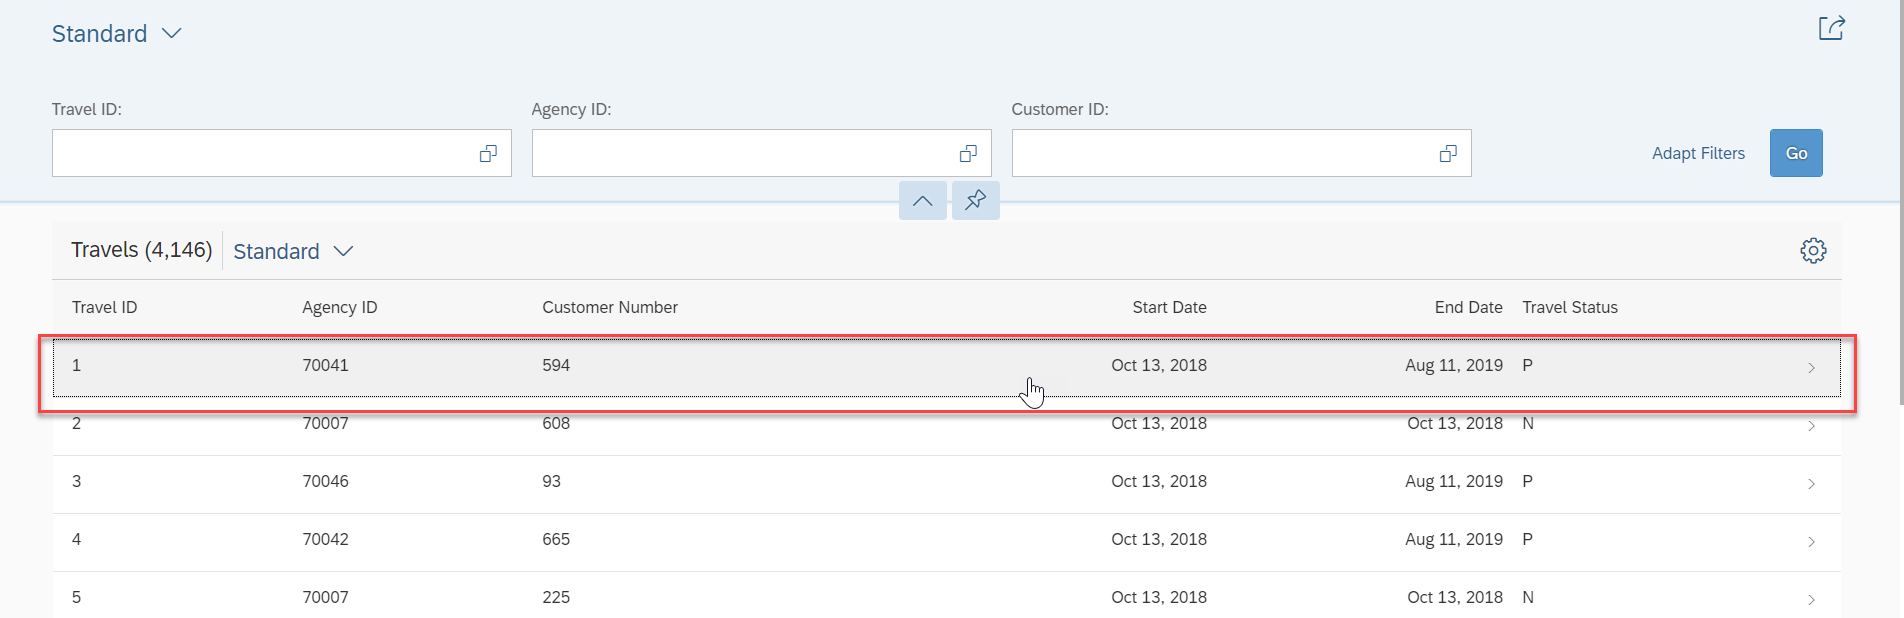 Standard
Travel ID: Agency ID: Customer ID:
Adapt Filters Go
Travels (4,146) Standard
Travel ID Agency ID Customer Number Start Date End Date Travel Status
1 70041 594 Oct 13, 2018 Aug 11, 2019 P
2 70007 608 Oct 13, 2018 Oct 13, 2018 N
3 70046 93 Oct 13, 2018 Aug 11, 2019 P
4 70042 665 Oct 13, 2018 Aug 11, 2019 P
5 70007 225 Oct 13, 2018 Oct 13, 2018 N